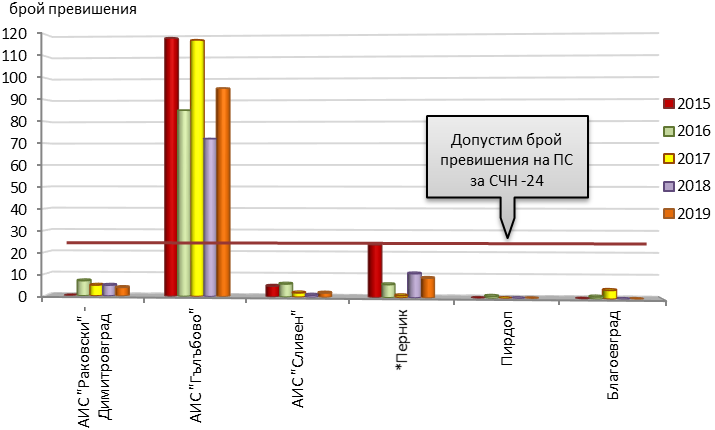 брой превишения
120
110
100
90
80
70
60
50
40
30
20
10
0
Допустим брой
превишения на ПС
за СЧН -24
2015
2016
2017
2018
2019
АИС "Раковски" -
Димитровград
АИС "Гълъбово"
АИС "Сливен"
*Перник
Пирдоп
Благоевград